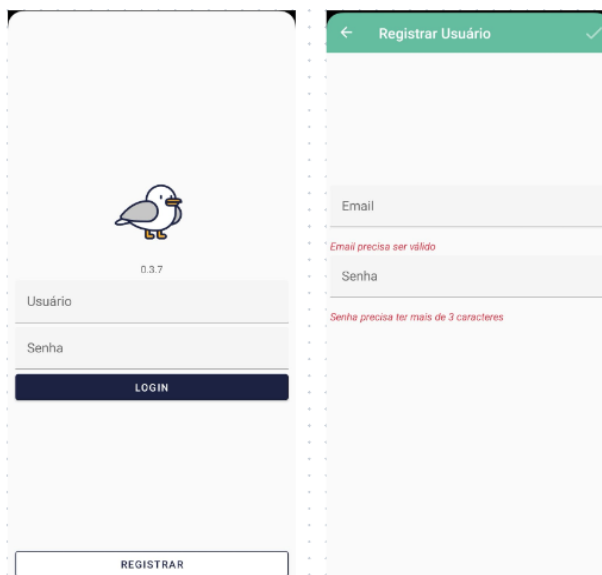 0.3.7
Usuário
Senha
LOGIN
REGISTRAR
Registrar Usuário
Email
Email precisa ser válido
Senha
Senha precisa ter mais de 3 caracteres